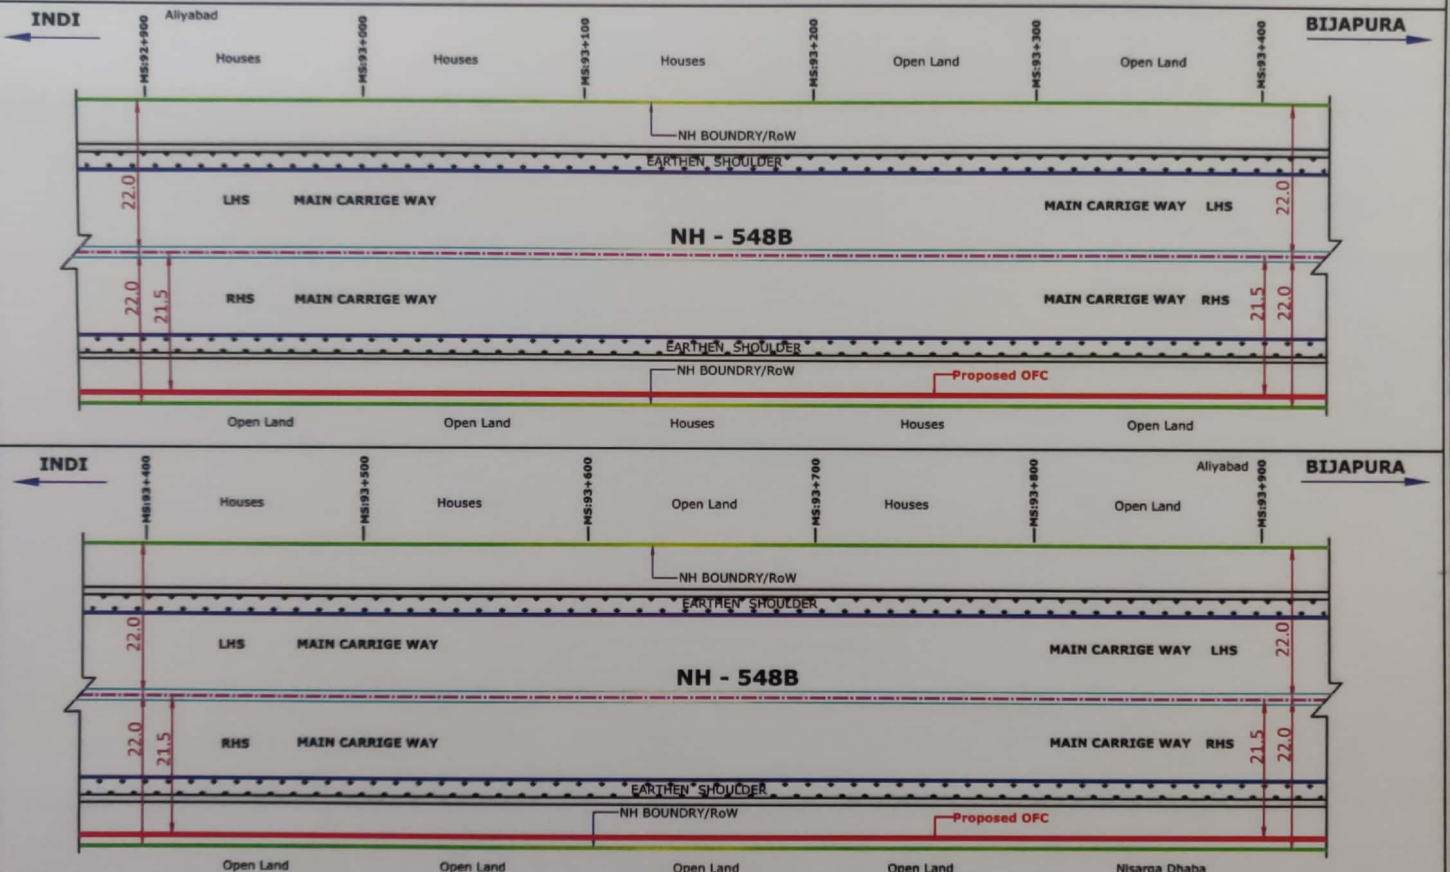 INDI
Aliyabad
BIJAPURA
MS:92+900
MS:93+000
MS:93+100
MS:93+200
MS:93+300
MS:93+400
Houses
Houses
Houses
Open Land
Open Land
NH BOUNDRY/RoW
EARTHEN SHOULDER
22.0
LHS MAIN CARRIGE WAY
MAIN CARRIGE WAY LHS
22.0
NH - 548B
22.0
21.5
RHS MAIN CARRIGE WAY
MAIN CARRIGE WAY RHS
21.5
22.0
EARTHEN SHOULDER
NH BOUNDRY/RoW
Proposed OFC
Open Land
Open Land
Houses
Houses
Open Land
INDI
Aliyabad
BIJAPURA
MS:93+400
MS:93+500
MS:93+600
MS:93+700
MS:93+800
MS:93+900
Houses
Houses
Open Land
Houses
Open Land
NH BOUNDRY/RoW
EARTHEN SHOULDER
22.0
LHS MAIN CARRIGE WAY
MAIN CARRIGE WAY LHS
22.0
NH - 548B
22.0
21.5
RHS MAIN CARRIGE WAY
MAIN CARRIGE WAY RHS
21.5
22.0
EARTHEN SHOULDER
NH BOUNDRY/RoW
Proposed OFC
Open Land
Open Land
Open Land
Open Land
Nisarga Dhaba